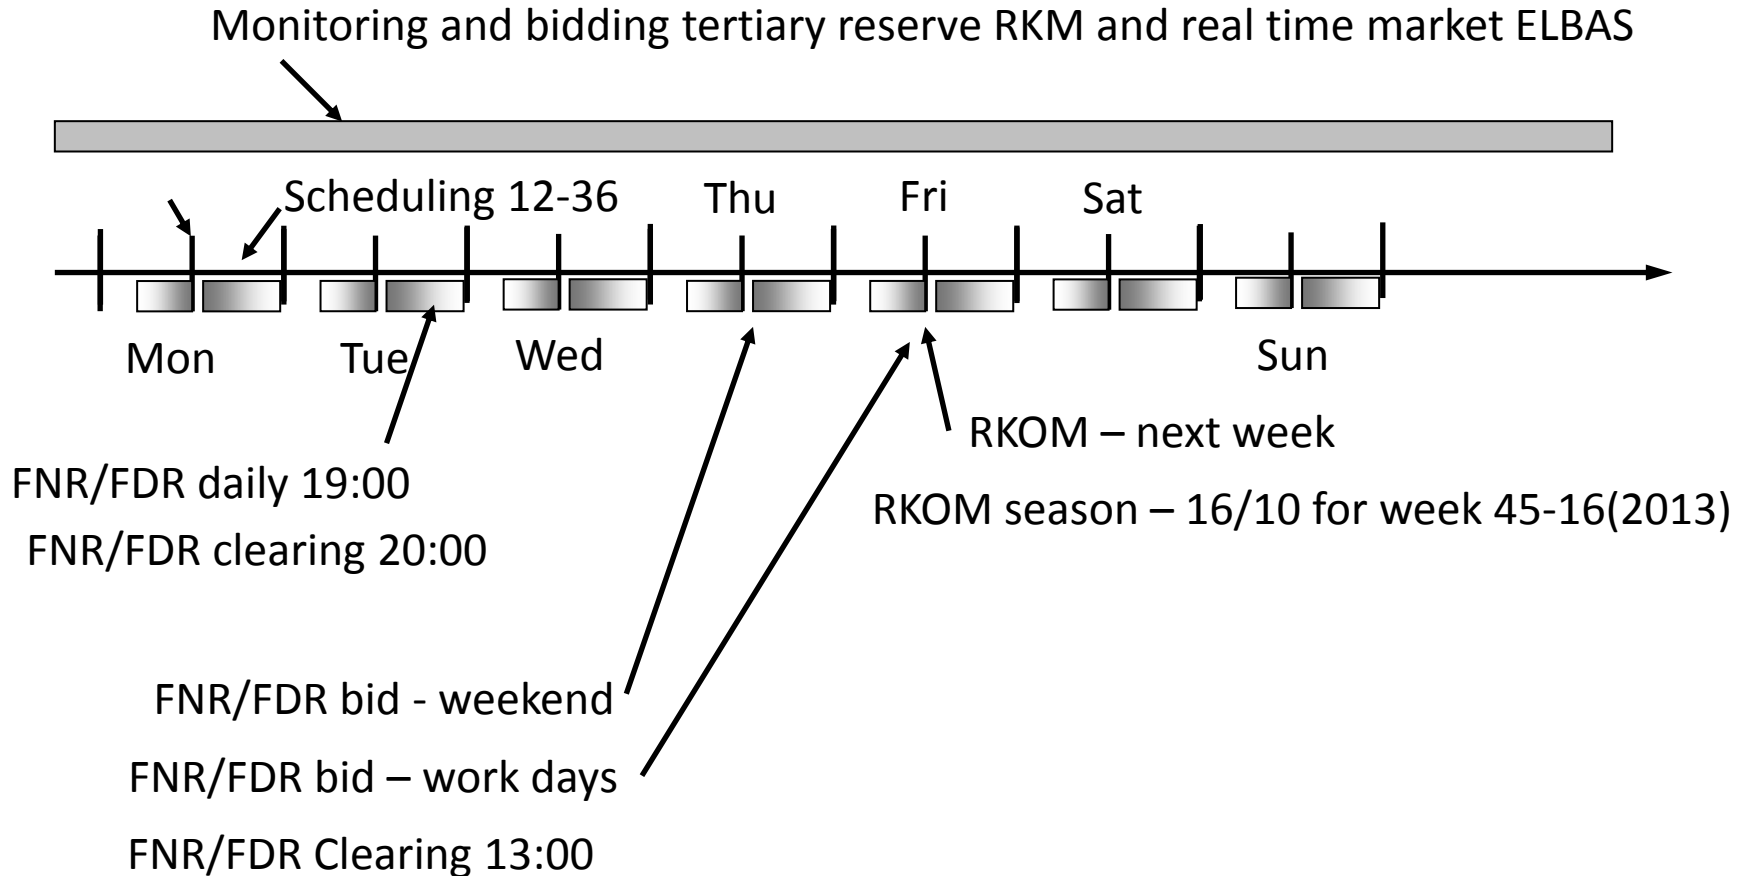 Monitoring and bidding tertiary reserve RKM and real time market ELBAS
Scheduling 12-36
Thu
Fri
Sat
Mon
Tue
Wed
Sun
RKOM – next week
FNR/FDR daily 19:00
RKOM season – 16/10 for week 45-16(2013)
FNR/FDR clearing 20:00
FNR/FDR bid - weekend
FNR/FDR bid – work days
FNR/FDR Clearing 13:00